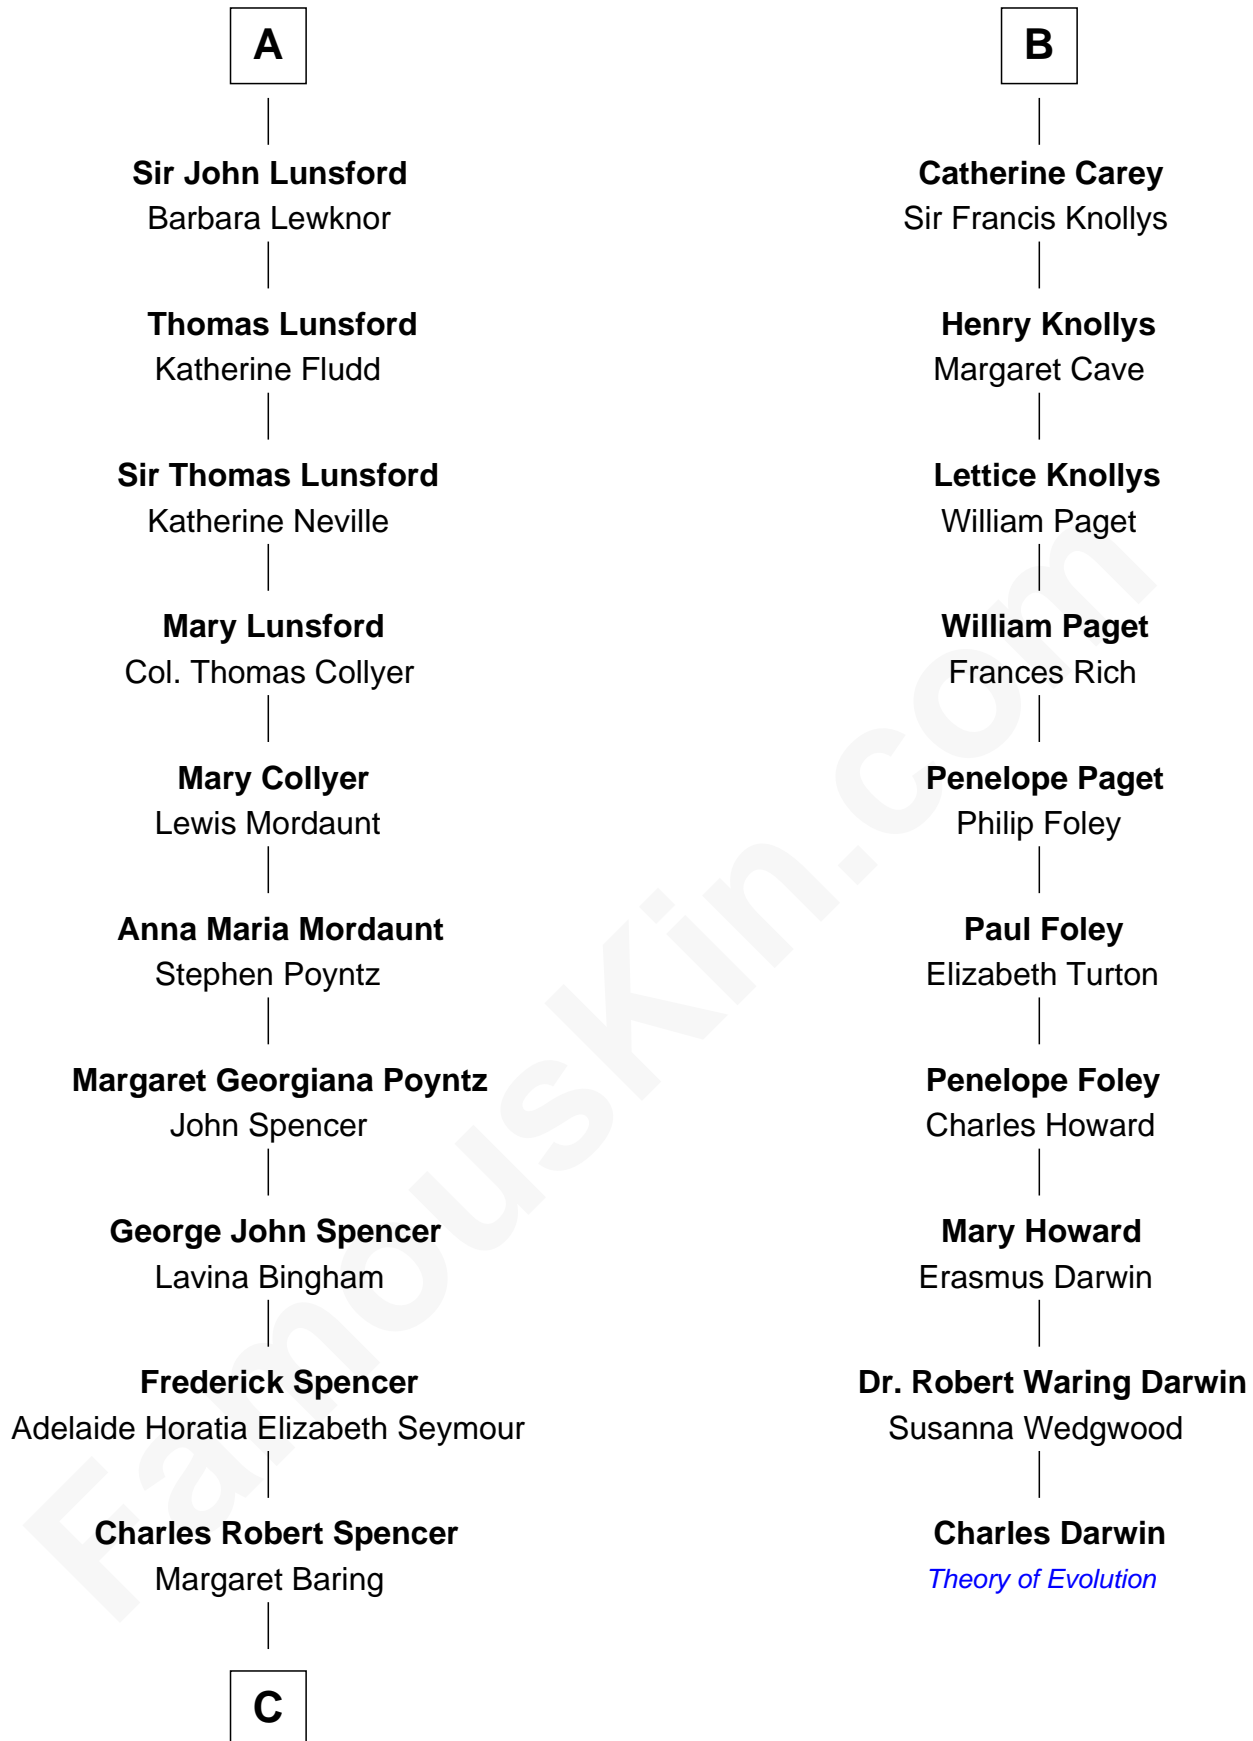 A
Sir John Lunsford
Barbara Lewknor
Thomas Lunsford
Katherine Fludd
Sir Thomas Lunsford
Katherine Neville
Mary Lunsford
Col. Thomas Collyer
Mary Collyer
Lewis Mordaunt
Anna Maria Mordaunt
Stephen Poyntz
Margaret Georgiana Poyntz
John Spencer
George John Spencer
Lavina Bingham
Frederick Spencer
Adelaide Horatia Elizabeth Seymour
Charles Robert Spencer
Margaret Baring
C
B
Catherine Carey
Sir Francis Knollys
Henry Knollys
Margaret Cave
Lettice Knollys
William Paget
William Paget
Frances Rich
Penelope Paget
Philip Foley
Paul Foley
Elizabeth Turton
Penelope Foley
Charles Howard
Mary Howard
Erasmus Darwin
Dr. Robert Waring Darwin
Susanna Wedgwood
Charles Darwin
Theory of Evolution
FamousKin.com